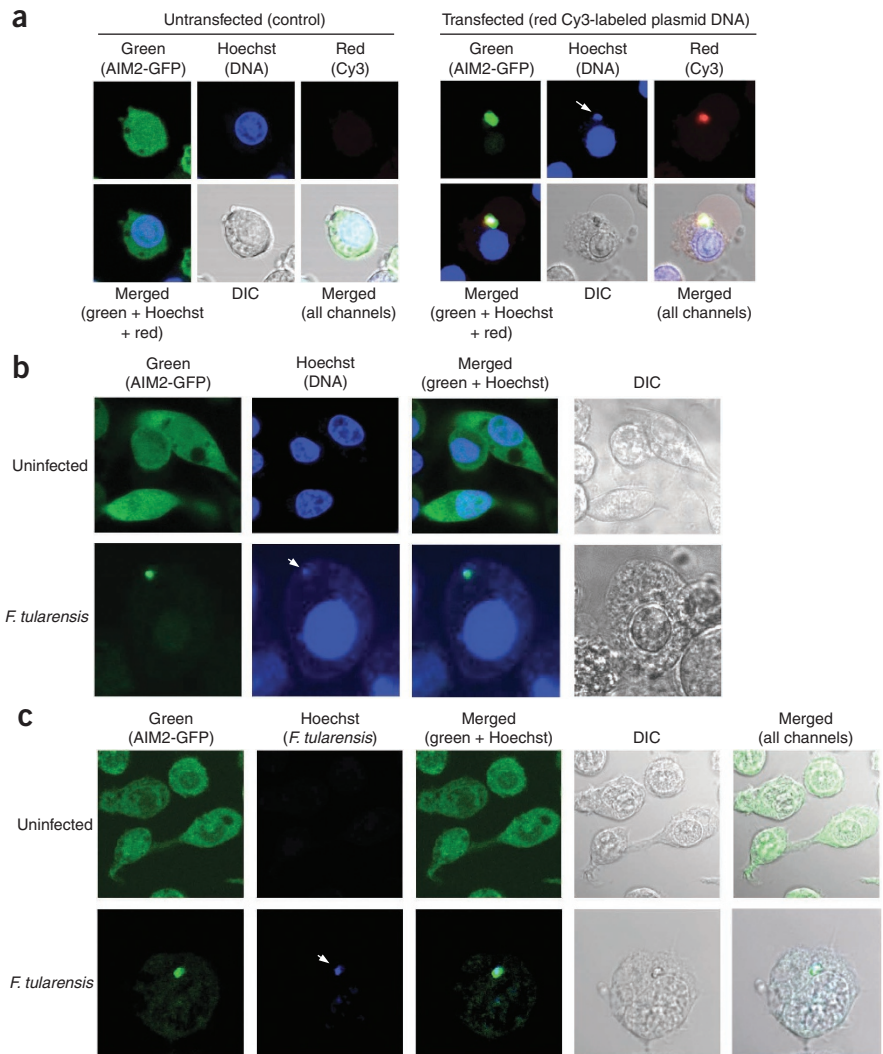 a
Untransfected (control)
Transfected (red Cy3-labeled plasmid DNA)
Green
(AIM2-GFP)
Hoechst
(DNA)
Red
(Cy3)
Green
(AIM2-GFP)
Hoechst
(DNA)
Red
(Cy3)
Merged
(green + Hoechst
+ red)
DIC
Merged
(all channels)
Merged
(green + Hoechst
+ red)
DIC
Merged
(all channels)
b
Green
(AIM2-GFP)
Hoechst
(DNA)
Merged
(green + Hoechst)
DIC
Uninfected
F. tularensis
c
Green
(AIM2-GFP)
Hoechst
(F. tularensis)
Merged
(green + Hoechst)
DIC
Merged
(all channels)
Uninfected
F. tularensis